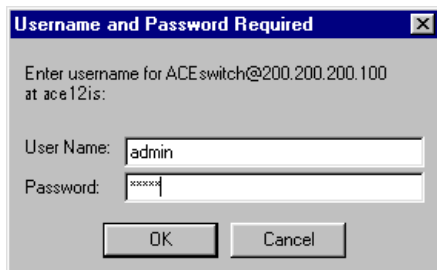 Username and Password Required
Enter username for ACEswitch@200.200.200.100
at ace12is:
User Name: admin
Password: *****
OK Cancel